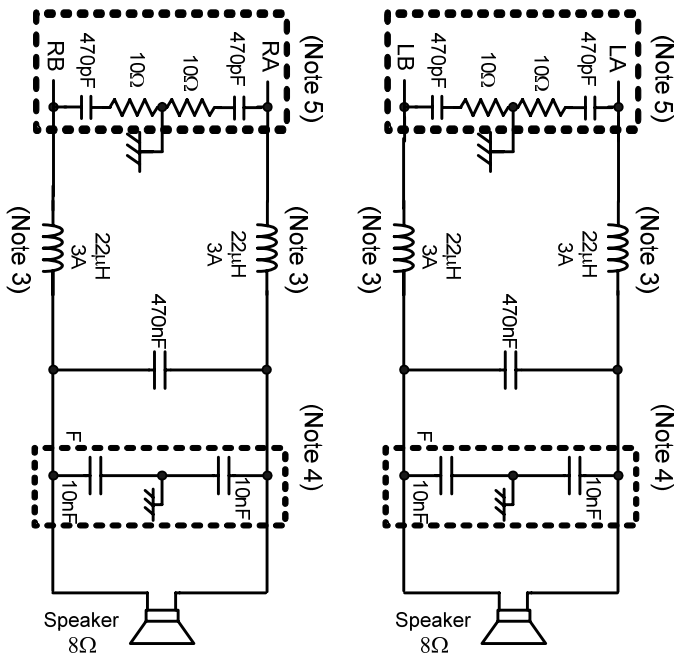 (Note 5)
RB
470pF
10Ω
10Ω
470pF
RA
(Note 5)
LB
470pF
10Ω
10Ω
470pF
LA
(Note 3)
22μH
3A
22μH
3A
(Note 3)
(Note 3)
22μH
3A
22μH
3A
(Note 3)
470nF
470nF
(Note 4)
F
10nF
10nF
(Note 4)
F
10nF
10nF
Speaker
8Ω
Speaker
8Ω